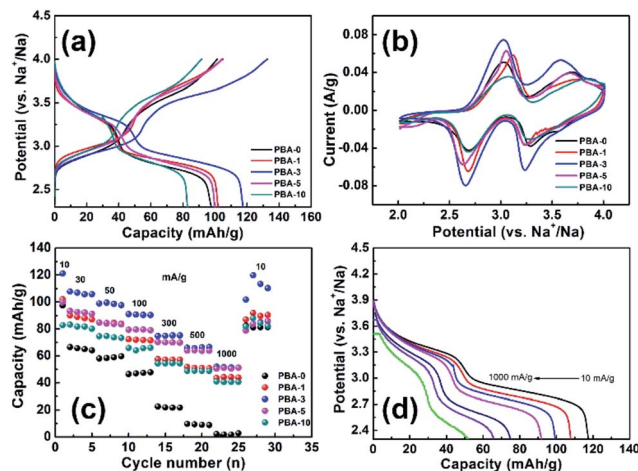 (a)
4.0
3.5
3.0
2.5
Potential (vs. Na⁺/Na)
PBA-0
PBA-1
PBA-3
PBA-5
PBA-10
0 20 40 60 80 100 120 140 160
Capacity (mAh/g)
(b)
0.08
0.04
0.00
-0.04
-0.08
Current (A/g)
PBA-0
PBA-1
PBA-3
PBA-5
PBA-10
2.0 2.5 3.0 3.5 4.0
Potential (vs. Na⁺/Na)
(c)
140
120
100
80
60
40
20
0
Capacity (mAh/g)
10 30 50 100 300 500 1000 10
mA/g
PBA-0
PBA-1
PBA-3
PBA-5
PBA-10
0 5 10 15 20 25 30 35
Cycle number (n)
(d)
3.9
3.6
3.3
3.0
2.7
2.4
Potential (vs. Na⁺/Na)
1000 mA/g
10 mA/g
0 20 40 60 80 100 120 140
Capacity (mAh/g)